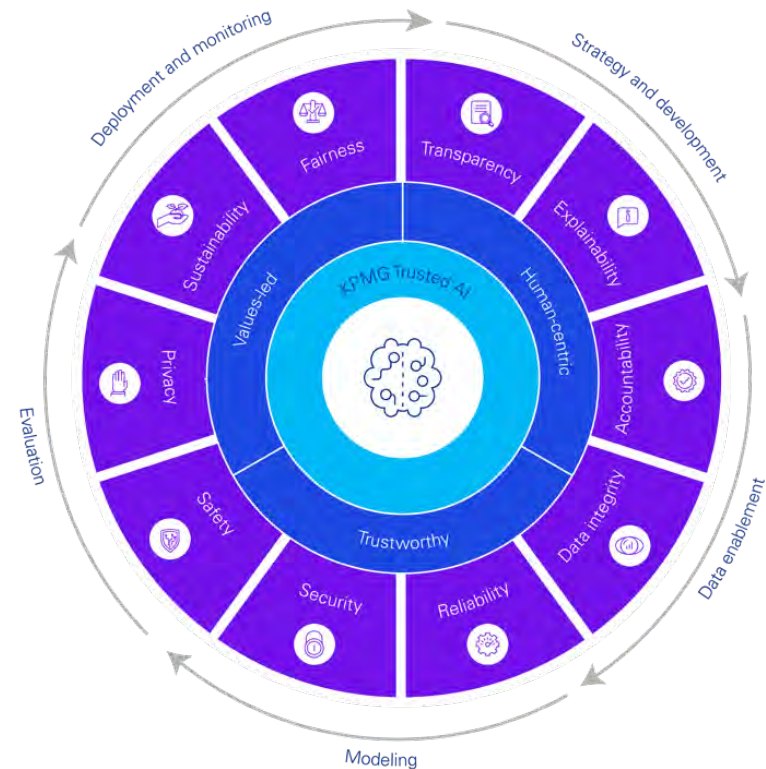 Deployment and monitoring
Strategy and development
Data enablement
Modeling
Evaluation
Fairness
Transparency
Explainability
Accountability
Data integrity
Reliability
Security
Safety
Privacy
Sustainability
Values-led
Human-centric
Trustworthy
KPMG Trusted AI